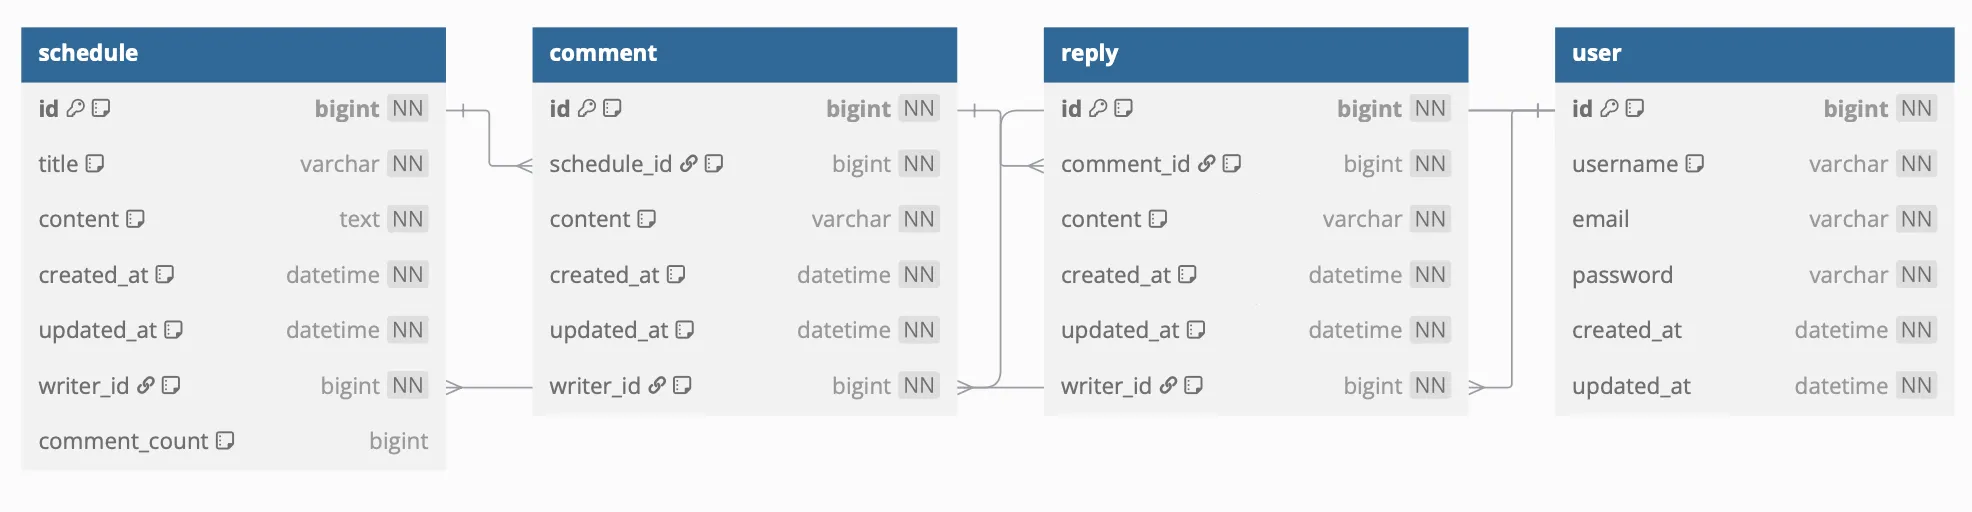 schedule
id bigint NN
title varchar NN
content text NN
created_at datetime NN
updated_at datetime NN
writer_id bigint NN
comment_count bigint
comment
id bigint NN
schedule_id bigint NN
content varchar NN
created_at datetime NN
updated_at datetime NN
writer_id bigint NN
reply
id bigint NN
comment_id bigint NN
content varchar NN
created_at datetime NN
updated_at datetime NN
writer_id bigint NN
user
id bigint NN
username varchar NN
email varchar NN
password varchar NN
created_at datetime NN
updated_at datetime NN